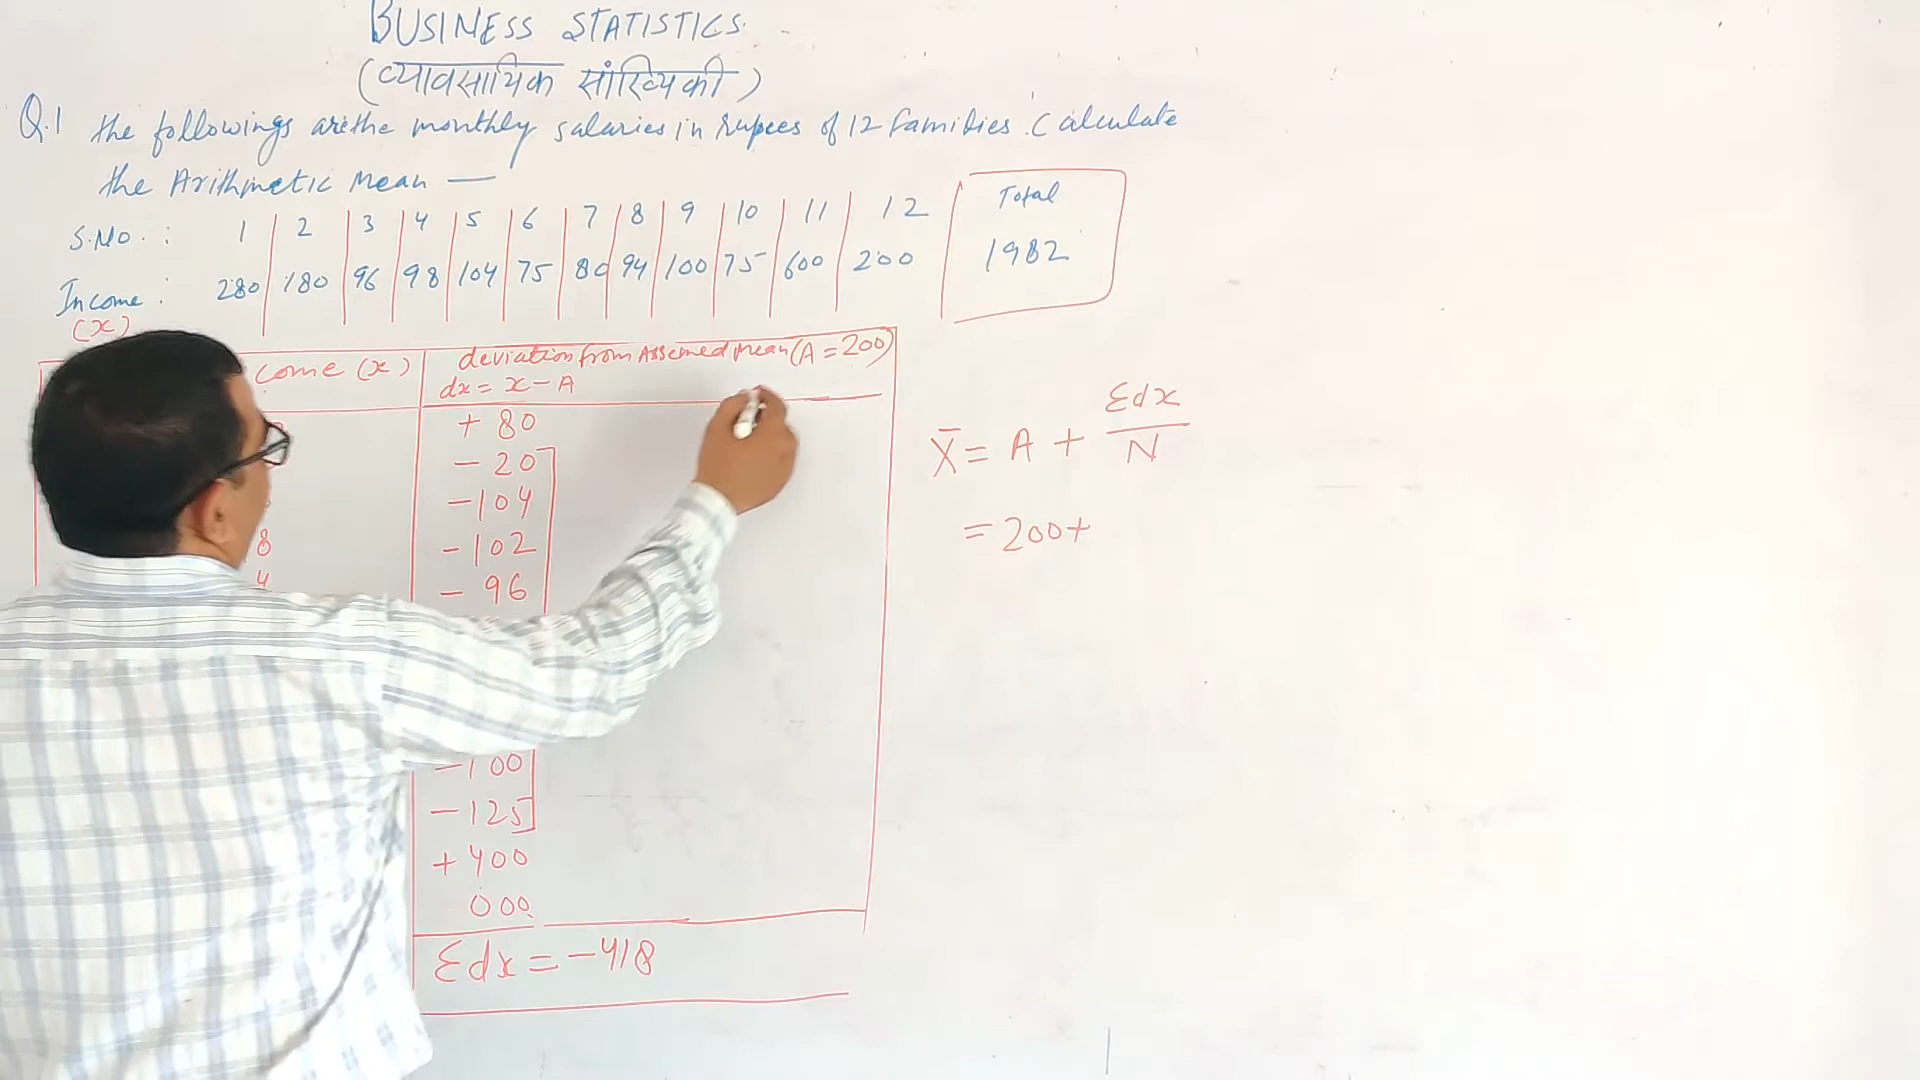 BUSINESS STATISTICS
(व्यावसायिक सांख्यिकी)
Q.1 the followings are the monthly salaries in rupees of 12 families. Calculate
the Arithmetic Mean —
S.No. : 1 2 3 4 5 6 7 8 9 10 11 12 Total
Income : 280 180 96 98 104 75 80 94 100 75 600 200 1982
(x)
come (x) deviation from Assemed mean (A = 200)
dx = x - A
+ 80
- 20
- 104
- 102
- 96
- 100
- 125
+ 400
000
Σdx = -418
X̄ = A + Σdx / N
= 200+
8
4